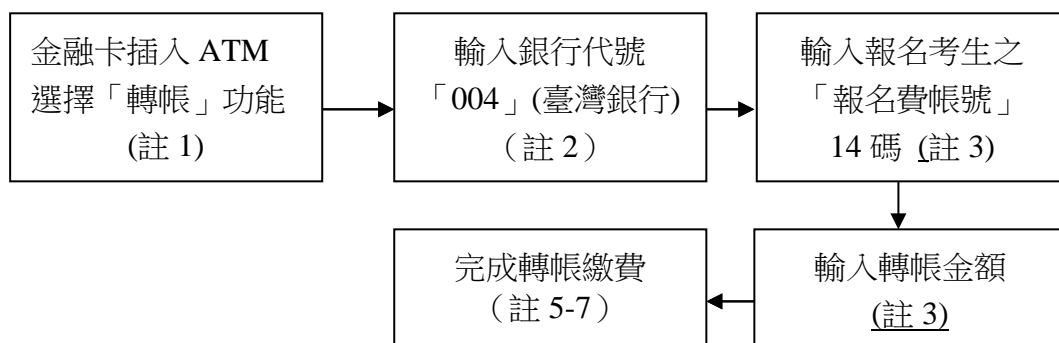 金融卡插入 ATM
選擇「轉帳」功能
(註 1)
輸入銀行代號
「004」(臺灣銀行)
（註 2）
輸入報名考生之
「報名費帳號」
14 碼 (註 3)
輸入轉帳金額
(註 3)
完成轉帳繳費
（註 5-7）